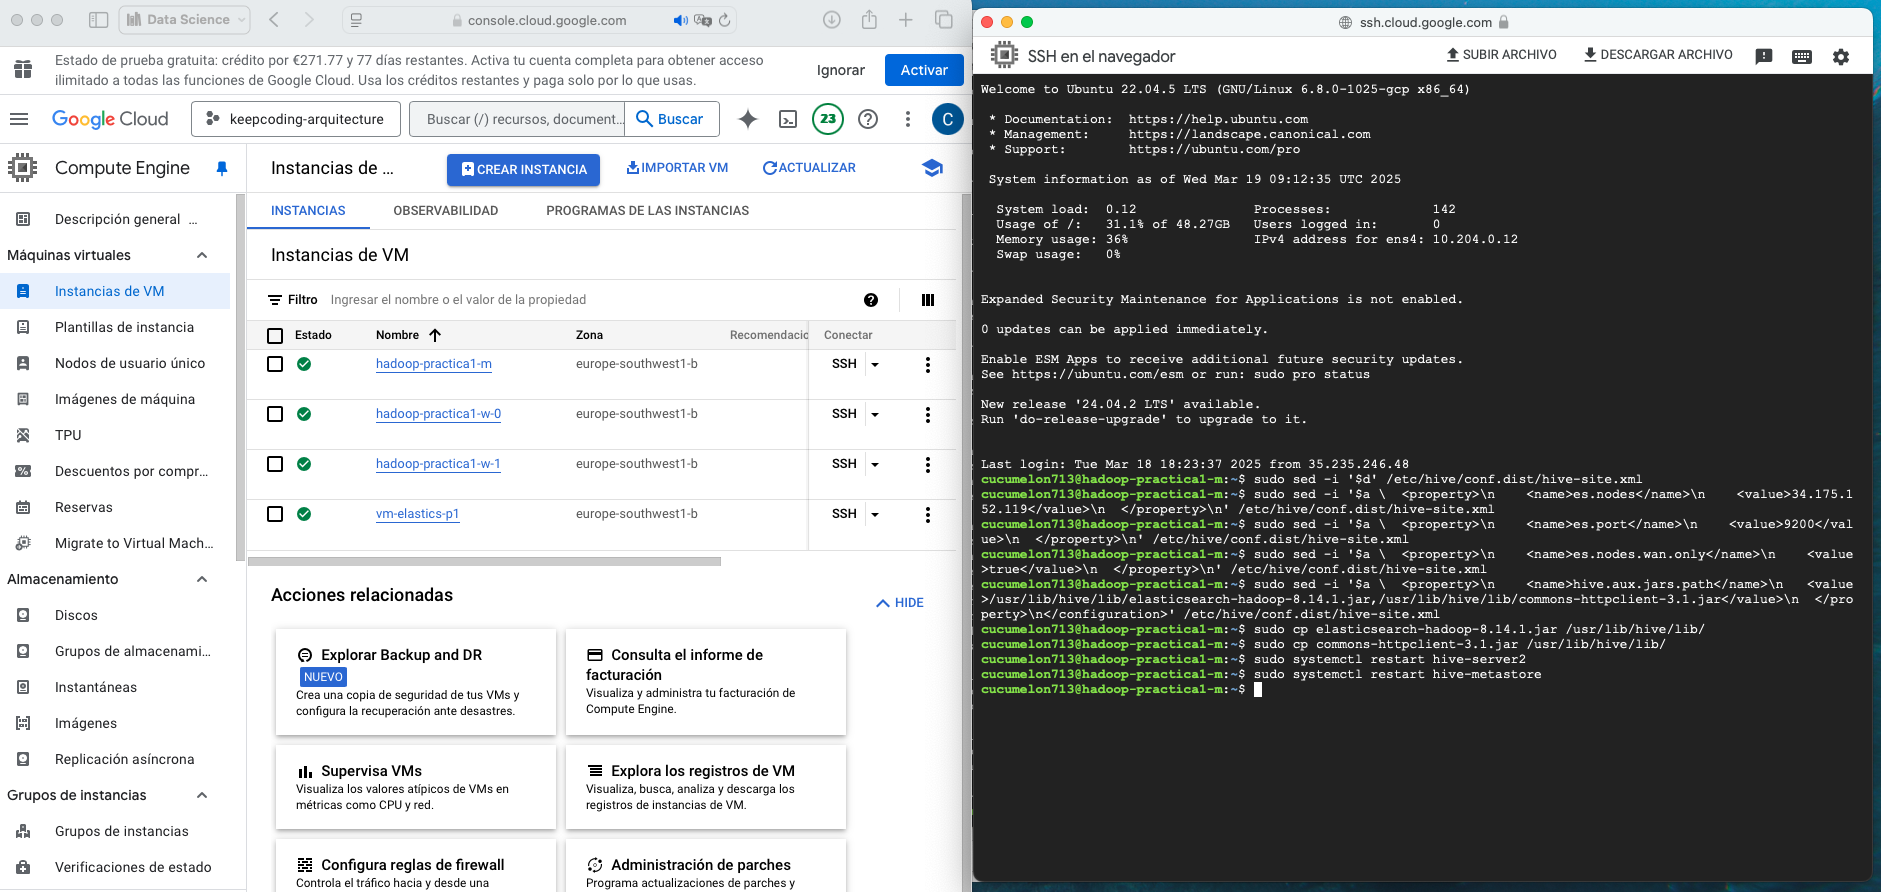 Data Science
console.cloud.google.com
Estado de prueba gratuita: crédito por €271.77 y 77 días restantes. Activa tu cuenta completa para obtener acceso
ilimitado a todas las funciones de Google Cloud. Usa los créditos restantes y paga solo por lo que usas.
Ignorar
Activar
Google Cloud
keepcoding-arquitecture
Buscar (/) recursos, document...
Buscar
23
C
Compute Engine
Descripción general ...
Máquinas virtuales
Instancias de VM
Plantillas de instancia
Nodos de usuario único
Imágenes de máquina
TPU
Descuentos por compr...
Reservas
Migrate to Virtual Mach...
Almacenamiento
Discos
Grupos de almacenami...
Instantáneas
Imágenes
Replicación asíncrona
Grupos de instancias
Grupos de instancias
Verificaciones de estado
Instancias de ...
CREAR INSTANCIA
IMPORTAR VM
ACTUALIZAR
INSTANCIAS
OBSERVABILIDAD
PROGRAMAS DE LAS INSTANCIAS
Instancias de VM
Filtro
Ingresar el nombre o el valor de la propiedad
Estado Nombre Zona Recomendacio Conectar
hadoop-practica1-m europe-southwest1-b SSH
hadoop-practica1-w-0 europe-southwest1-b SSH
hadoop-practica1-w-1 europe-southwest1-b SSH
vm-elastics-p1 europe-southwest1-b SSH
Acciones relacionadas
HIDE
Explorar Backup and DR
NUEVO
Crea una copia de seguridad de tus VMs y
configura la recuperación ante desastres.
Consulta el informe de
facturación
Visualiza y administra tu facturación de
Compute Engine.
Supervisa VMs
Visualiza los valores atípicos de VMs en
métricas como CPU y red.
Explora los registros de VM
Visualiza, busca, analiza y descarga los
registros de instancias de VM.
Configura reglas de firewall
Controla el tráfico hacia y desde una
Administración de parches
Programa actualizaciones de parches y
ssh.cloud.google.com
SSH en el navegador
SUBIR ARCHIVO
DESCARGAR ARCHIVO
Welcome to Ubuntu 22.04.5 LTS (GNU/Linux 6.8.0-1025-gcp x86_64)
* Documentation: https://help.ubuntu.com
* Management: https://landscape.canonical.com
* Support: https://ubuntu.com/pro
System information as of Wed Mar 19 09:12:35 UTC 2025
System load: 0.12 Processes: 142
Usage of /: 31.1% of 48.27GB Users logged in: 0
Memory usage: 36% IPv4 address for ens4: 10.204.0.12
Swap usage: 0%
Expanded Security Maintenance for Applications is not enabled.
0 updates can be applied immediately.
Enable ESM Apps to receive additional future security updates.
See https://ubuntu.com/esm or run: sudo pro status
New release '24.04.2 LTS' available.
Run 'do-release-upgrade' to upgrade to it.
Last login: Tue Mar 18 18:23:37 2025 from 35.235.246.48
cucumelon713@hadoop-practica1-m:~$ sudo sed -i '$d' /etc/hive/conf.dist/hive-site.xml
cucumelon713@hadoop-practica1-m:~$ sudo sed -i '$a \  <property>\n    <name>es.nodes</name>\n    <value>34.175.1
52.119</value>\n  </property>\n' /etc/hive/conf.dist/hive-site.xml
cucumelon713@hadoop-practica1-m:~$ sudo sed -i '$a \  <property>\n    <name>es.port</name>\n    <value>9200</val
ue>\n  </property>\n' /etc/hive/conf.dist/hive-site.xml
cucumelon713@hadoop-practica1-m:~$ sudo sed -i '$a \  <property>\n    <name>es.nodes.wan.only</name>\n    <value
>true</value>\n  </property>\n' /etc/hive/conf.dist/hive-site.xml
cucumelon713@hadoop-practica1-m:~$ sudo sed -i '$a \  <property>\n    <name>hive.aux.jars.path</name>\n   <value
>/usr/lib/hive/lib/elasticsearch-hadoop-8.14.1.jar,/usr/lib/hive/lib/commons-httpclient-3.1.jar</value>\n  </pro
perty>\n</configuration>' /etc/hive/conf.dist/hive-site.xml
cucumelon713@hadoop-practica1-m:~$ sudo cp elasticsearch-hadoop-8.14.1.jar /usr/lib/hive/lib/
cucumelon713@hadoop-practica1-m:~$ sudo cp commons-httpclient-3.1.jar /usr/lib/hive/lib/
cucumelon713@hadoop-practica1-m:~$ sudo systemctl restart hive-server2
cucumelon713@hadoop-practica1-m:~$ sudo systemctl restart hive-metastore
cucumelon713@hadoop-practica1-m:~$